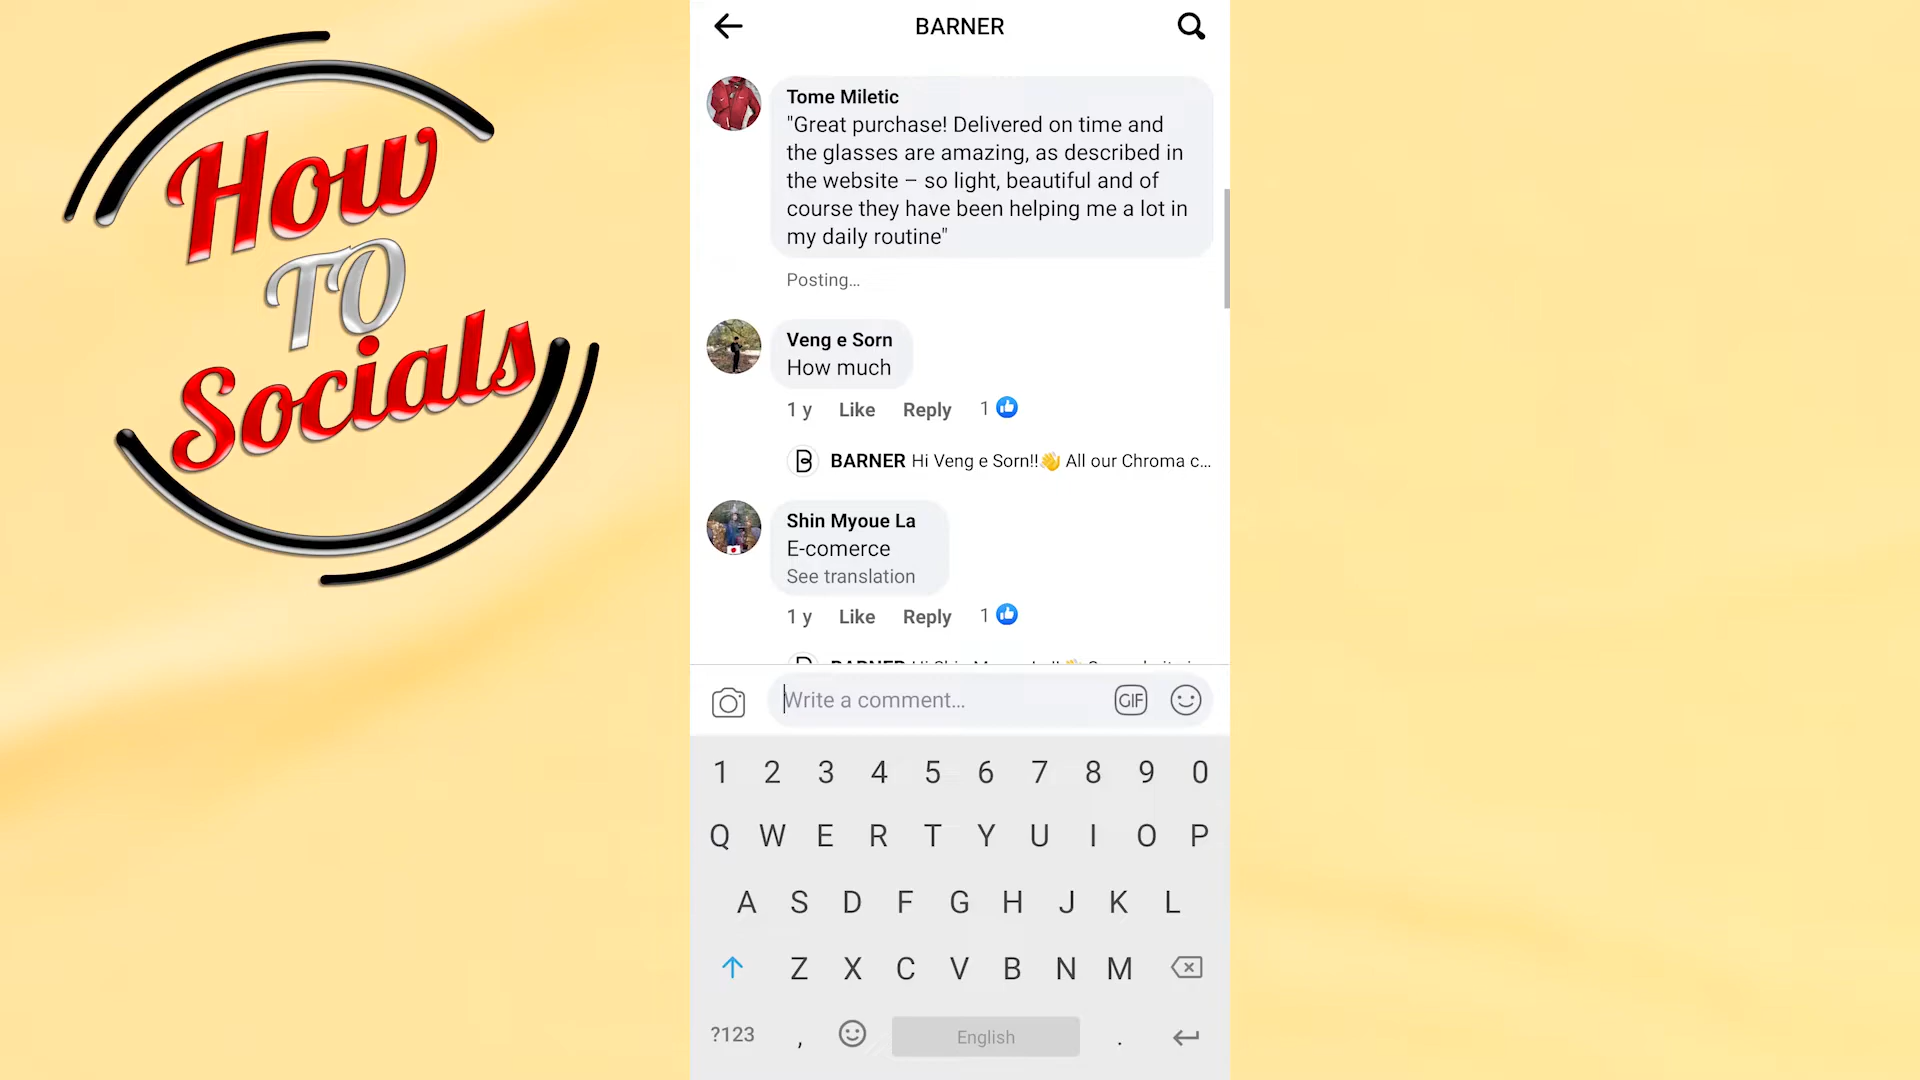 How
TO
Socials
BARNER
Tome Miletic
"Great purchase! Delivered on time and
the glasses are amazing, as described in
the website – so light, beautiful and of
course they have been helping me a lot in
my daily routine"
Posting...
Veng e Sorn
How much
1 y Like Reply 1
BARNER Hi Veng e Sorn!!👋 All our Chroma c...
Shin Myoue La
E-comerce
See translation
1 y Like Reply 1
Write a comment...
GIF
1 2 3 4 5 6 7 8 9 0
Q W E R T Y U I O P
A S D F G H J K L
Z X C V B N M
?123 , English .